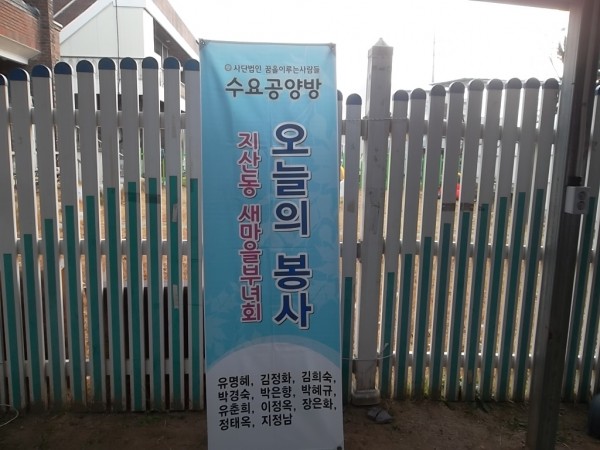 사단법인 꿈을이루는사람들
수요공양방
오늘의 봉사
지산동 새마을부녀회
유명혜, 김정화, 김희숙,
박경숙, 박은향, 박혜규,
유춘희, 이정옥, 장은화,
정태옥, 지정남